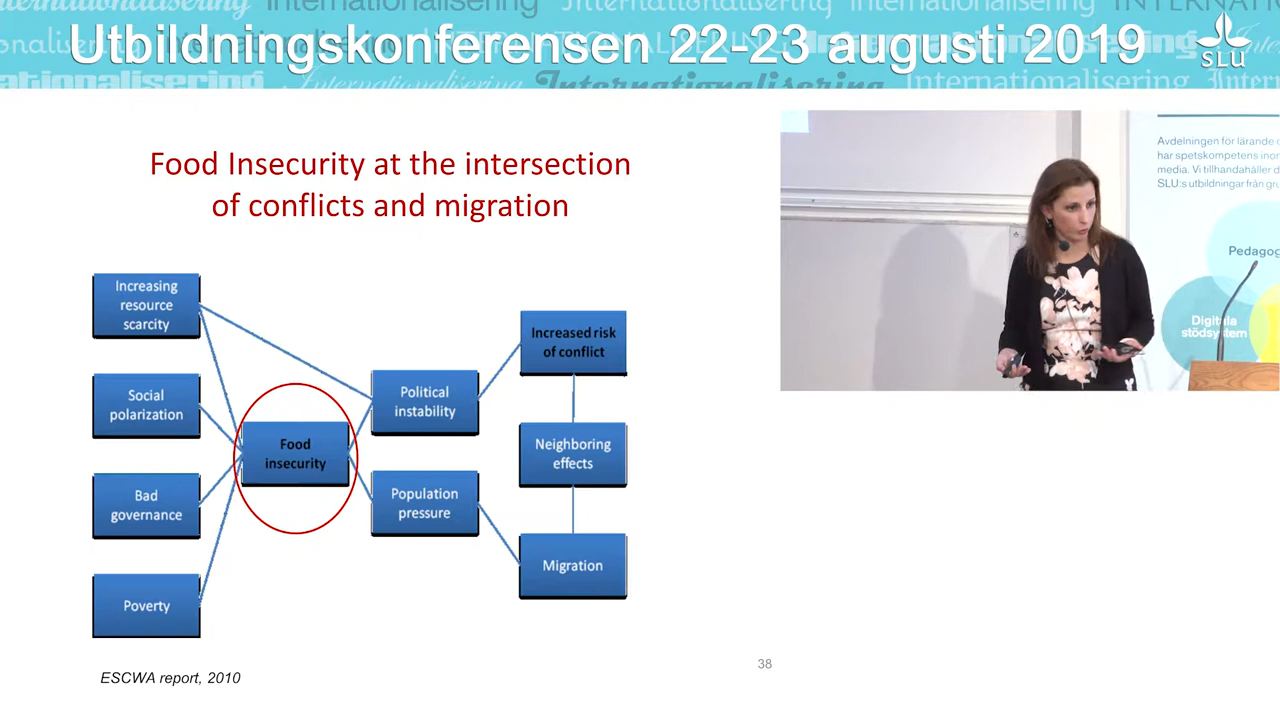 Internationalisering
Utbildningskonferensen 22-23 augusti 2019
SLU
Internationalisering
Food Insecurity at the intersection
of conflicts and migration
Increasing
resource
scarcity
Social
polarization
Bad
governance
Poverty
Food
insecurity
Political
instability
Population
pressure
Increased risk
of conflict
Neighboring
effects
Migration
ESCWA report, 2010
38
Avdelningen för lärande
har spetskompetens
media. Vi tillhandahåller
SLU:s utbildningar från
Pedagog
Digitala
stödsystem